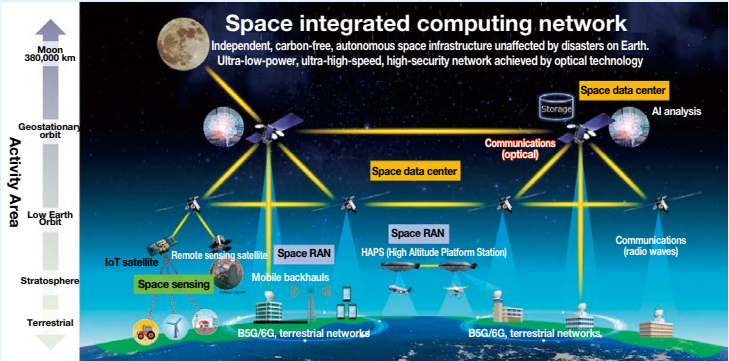 Space integrated computing network
Independent, carbon-free, autonomous space infrastructure unaffected by disasters on Earth.
Ultra-low-power, ultra-high-speed, high-security network achieved by optical technology
Activity Area
Moon
380,000 km
Geostationary
orbit
Low Earth
Orbit
Stratosphere
Terrestrial
Space data center
Storage
AI analysis
Communications
(optical)
Space data center
Communications
(radio waves)
Space RAN
HAPS (High Altitude Platform Station)
Space RAN
Mobile backhauls
Remote sensing satellite
IoT satellite
Space sensing
B5G/6G, terrestrial networks
B5G/6G, terrestrial networks